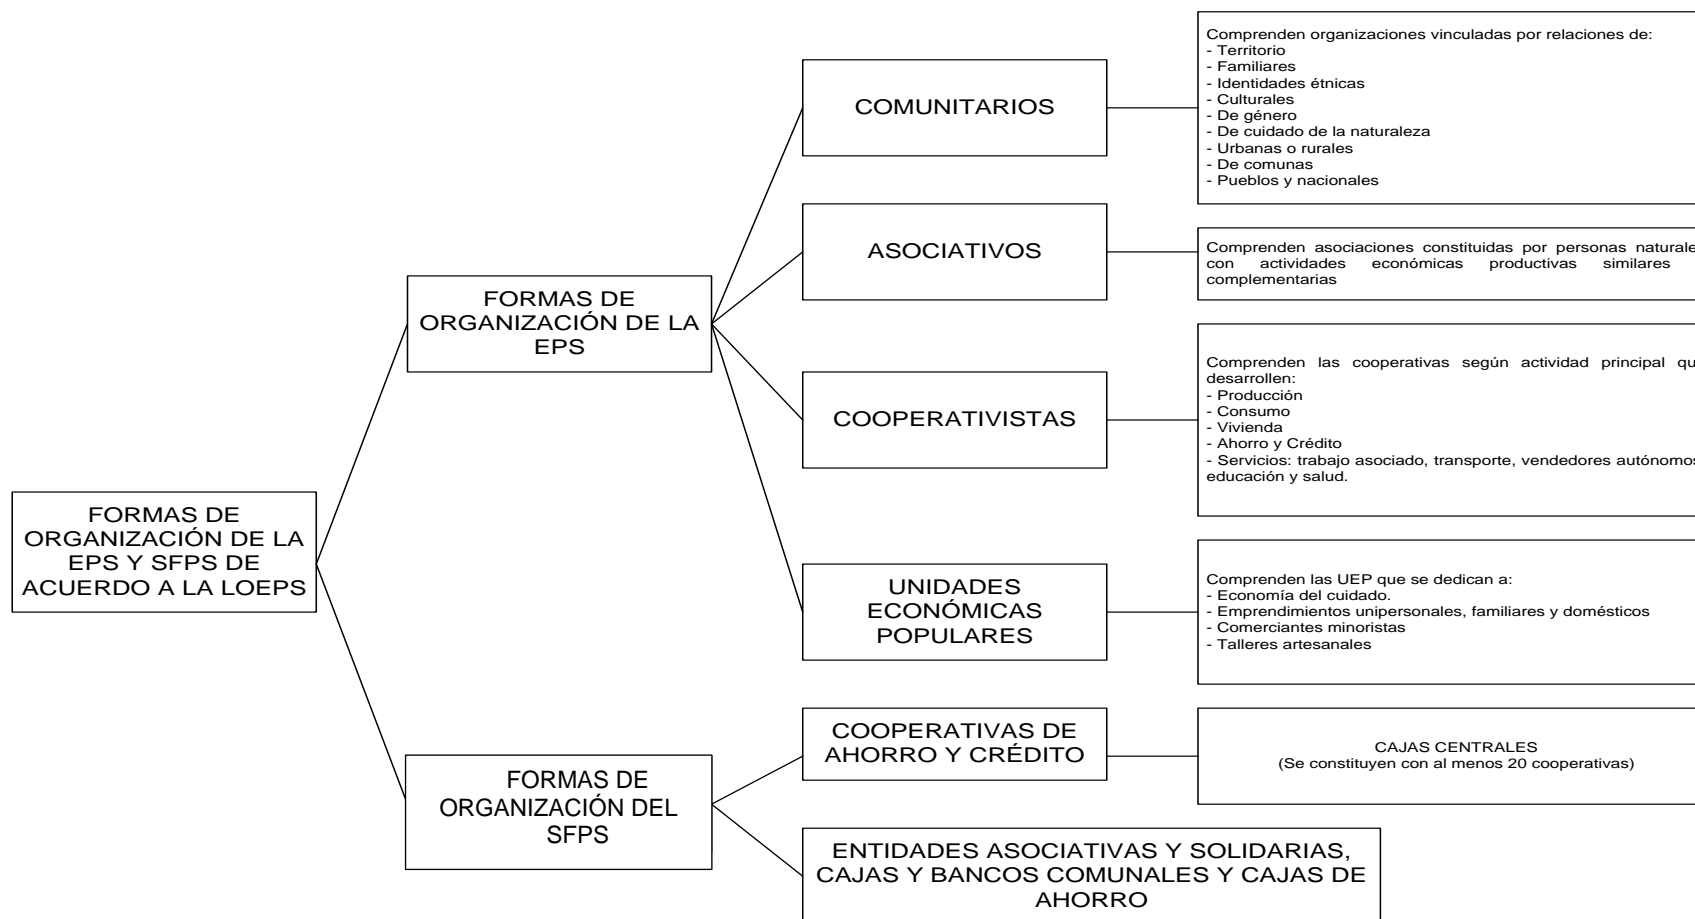 FORMAS DE
ORGANIZACIÓN DE LA
EPS Y SFPS DE
ACUERDO A LA LOEPS
FORMAS DE
ORGANIZACIÓN DE LA
EPS
COMUNITARIOS
Comprenden organizaciones vinculadas por relaciones de:
- Territorio
- Familiares
- Identidades étnicas
- Culturales
- De género
- De cuidado de la naturaleza
- Urbanas o rurales
- De comunas
- Pueblos y nacionales
ASOCIATIVOS
Comprenden asociaciones constituidas por personas naturale
con actividades económicas productivas similares
complementarias
COOPERATIVISTAS
Comprenden las cooperativas según actividad principal qu
desarrollen:
- Producción
- Consumo
- Vivienda
- Ahorro y Crédito
- Servicios: trabajo asociado, transporte, vendedores autónomos
educación y salud.
UNIDADES
ECONÓMICAS
POPULARES
Comprenden las UEP que se dedican a:
- Economía del cuidado.
- Emprendimientos unipersonales, familiares y domésticos
- Comerciantes minoristas
- Talleres artesanales
FORMAS DE
ORGANIZACIÓN DEL
SFPS
COOPERATIVAS DE
AHORRO Y CRÉDITO
CAJAS CENTRALES
(Se constituyen con al menos 20 cooperativas)
ENTIDADES ASOCIATIVAS Y SOLIDARIAS,
CAJAS Y BANCOS COMUNALES Y CAJAS DE
AHORRO